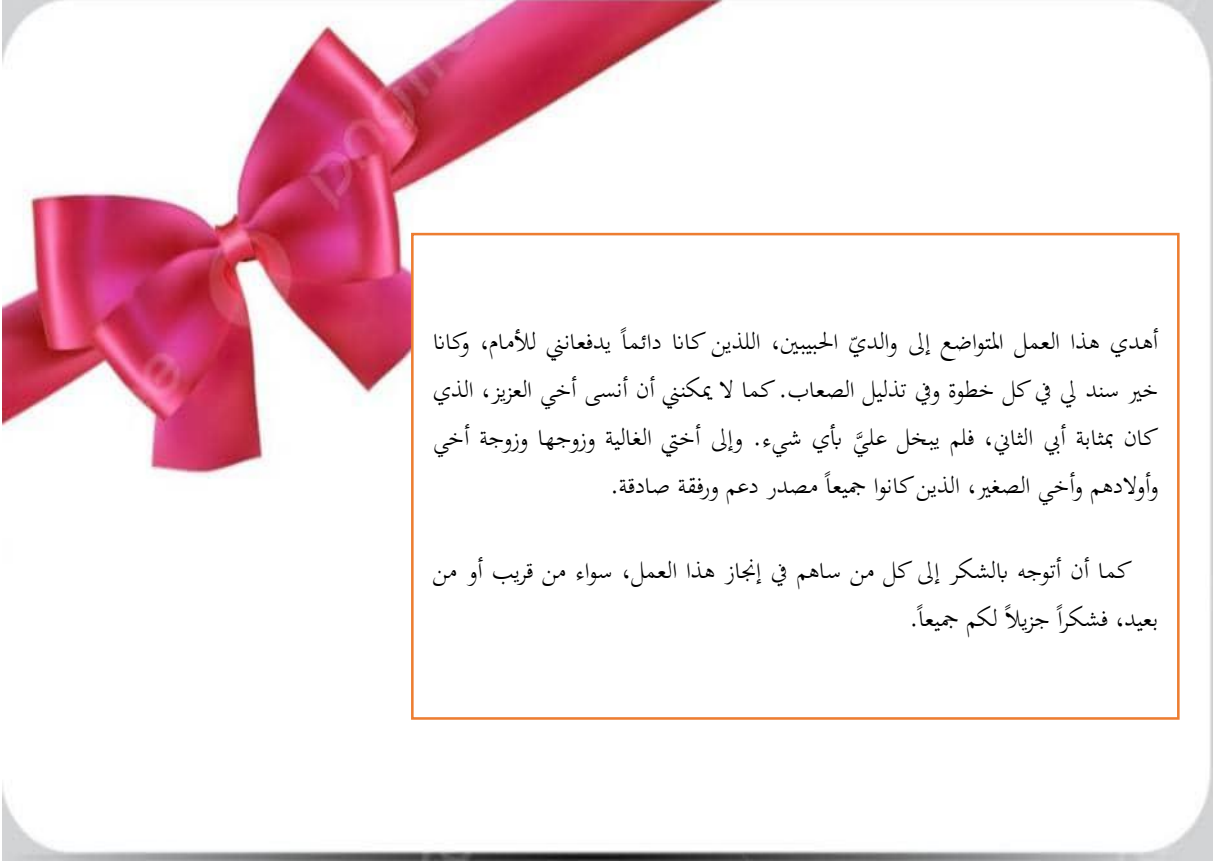 أهدي هذا العمل المتواضع إلى والديّ الحبيبين، اللذين كانا دائماً يدفعانني للأمام، وكانا
خير سند لي في كل خطوة وفي تذليل الصعاب. كما لا يمكنني أن أنسى أخي العزيز، الذي
كان بمثابة أبي الثاني، فلم يبخل عليَّ بأي شيء. وإلى أختي الغالية وزوجها وزوجة أخي
وأولادهم وأخي الصغير، الذين كانوا جميعاً مصدر دعم ورفقة صادقة.
كما أن أتوجه بالشكر إلى كل من ساهم في إنجاز هذا العمل، سواء من قريب أو من
بعيد، فشكراً جزيلاً لكم جميعاً.